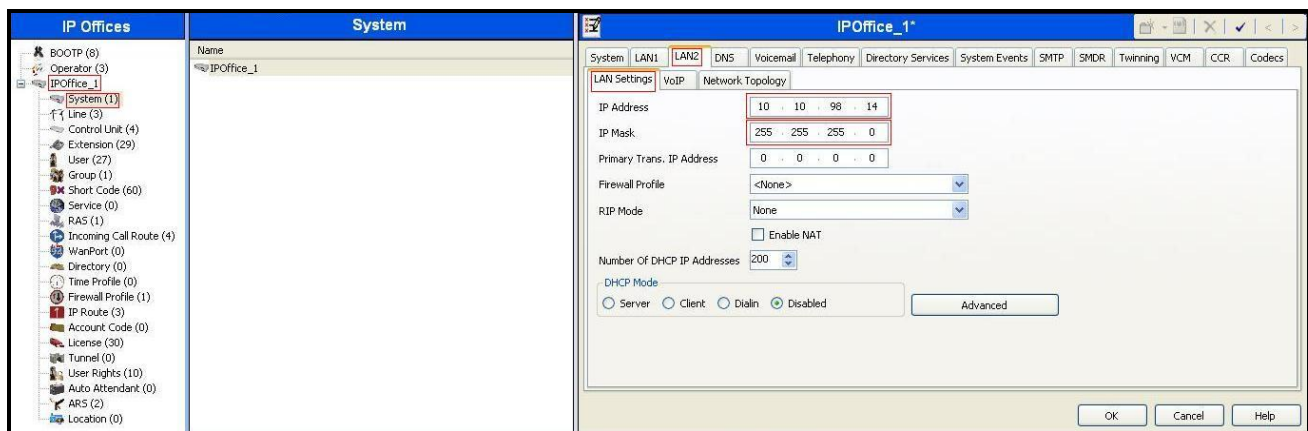 IP Offices
BOOTP (8)
Operator (3)
IPOffice_1
System (1)
Line (3)
Control Unit (4)
Extension (29)
User (27)
Group (1)
Short Code (60)
Service (0)
RAS (1)
Incoming Call Route (4)
WanPort (0)
Directory (0)
Time Profile (0)
Firewall Profile (1)
IP Route (3)
Account Code (0)
License (30)
Tunnel (0)
User Rights (10)
Auto Attendant (0)
ARS (2)
Location (0)
System
Name
IPOffice_1
IPOffice_1*
System LAN1 LAN2 DNS Voicemail Telephony Directory Services System Events SMTP SMDR Twinning VCM CCR Codecs
LAN Settings VoIP Network Topology
IP Address 10 . 10 . 98 . 14
IP Mask 255 . 255 . 255 . 0
Primary Trans. IP Address 0 . 0 . 0 . 0
Firewall Profile <None>
RIP Mode None
Enable NAT
Number Of DHCP IP Addresses 200
DHCP Mode
Server Client Dialin Disabled Advanced
OK Cancel Help